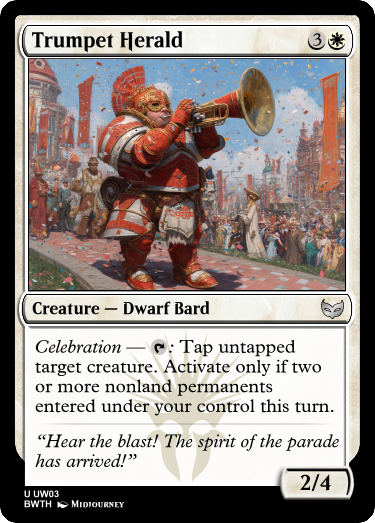 Trumpet Herald 3
Creature — Dwarf Bard
Celebration — : Tap untapped
target creature. Activate only if two
or more nonland permanents
entered under your control this turn.
“Hear the blast! The spirit of the parade
has arrived!”
2/4
U UW03
BWTH Midjourney